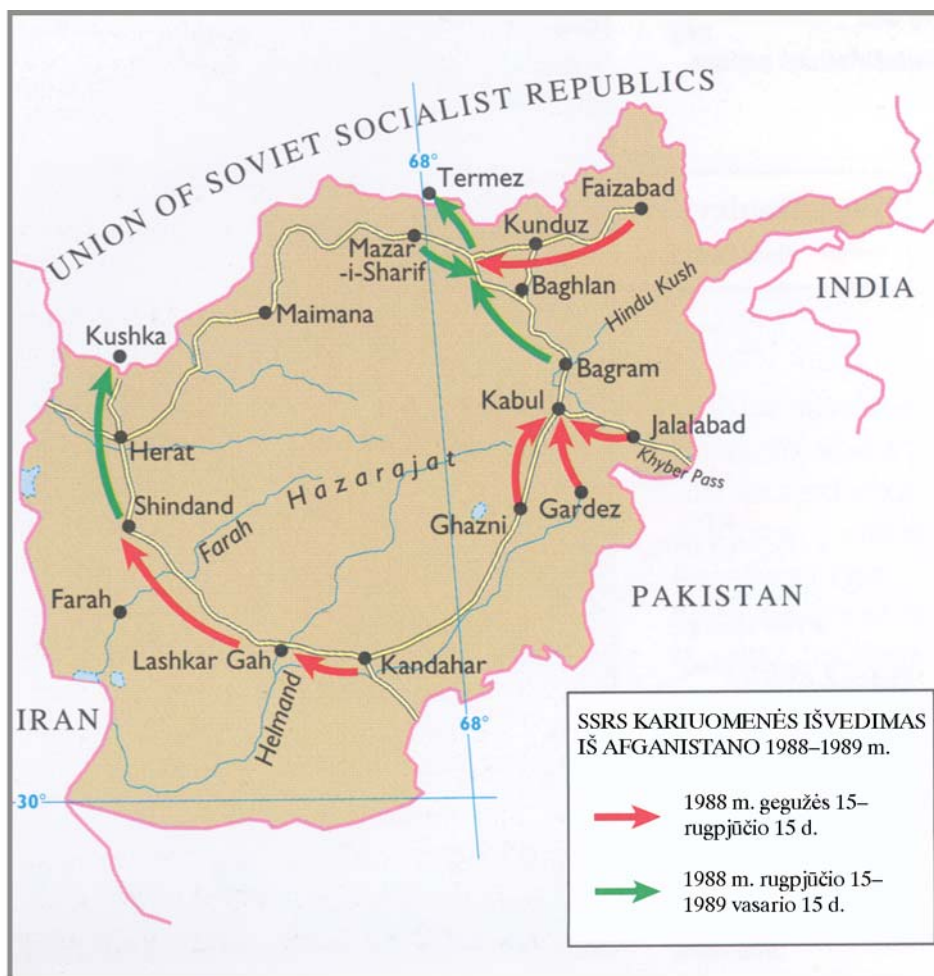 UNION OF SOVIET SOCIALIST REPUBLICS
68°
Termez
Faizabad
Kunduz
Mazar
-i-Sharif
Baghlan
Hindu Kush
INDIA
Maimana
Kushka
Bagram
Kabul
Jalalabad
Khyber Pass
Herat
Hazarajat
Shindand
Farah
Ghazni
Gardez
Farah
PAKISTAN
Lashkar Gah
Kandahar
Helmand
IRAN
68°
30°
SSRS KARIUOMENĖS IŠVEDIMAS
IŠ AFGANISTANO 1988–1989 m.
1988 m. gegužės 15–
rugpjūčio 15 d.
1988 m. rugpjūčio 15–
1989 vasario 15 d.